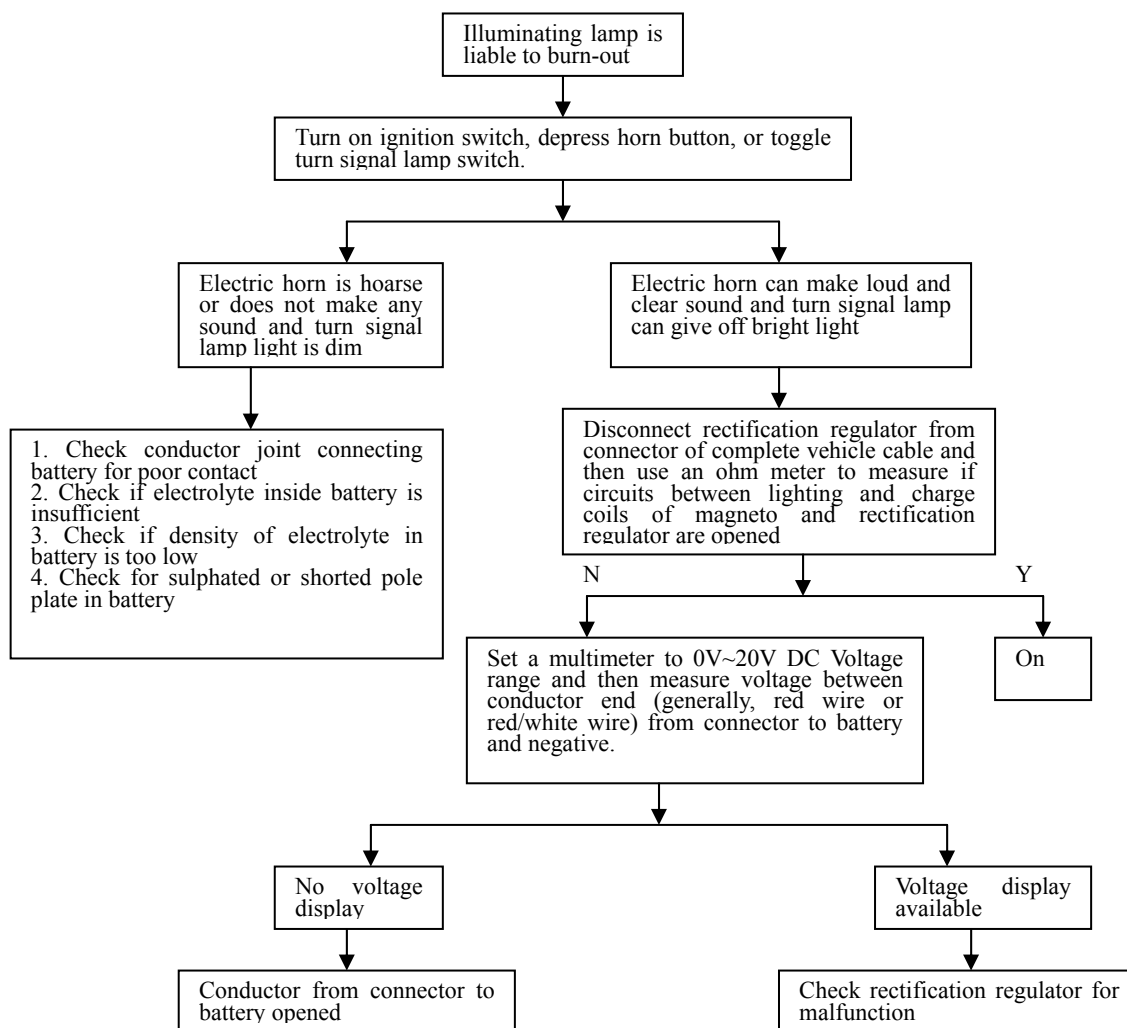 Illuminating lamp is
liable to burn-out
Turn on ignition switch, depress horn button, or toggle
turn signal lamp switch.
Electric horn is hoarse
or does not make any
sound and turn signal
lamp light is dim
Electric horn can make loud and
clear sound and turn signal lamp
can give off bright light
1. Check conductor joint connecting
battery for poor contact
2. Check if electrolyte inside battery is
insufficient
3. Check if density of electrolyte in
battery is too low
4. Check for sulphated or shorted pole
plate in battery
Disconnect rectification regulator from
connector of complete vehicle cable and
then use an ohm meter to measure if
circuits between lighting and charge
coils of magneto and rectification
regulator are opened
N
Y
Set a multimeter to 0V~20V DC Voltage
range and then measure voltage between
conductor end (generally, red wire or
red/white wire) from connector to battery
and negative.
On
No voltage
display
Voltage display
available
Conductor from connector to
battery opened
Check rectification regulator for
malfunction